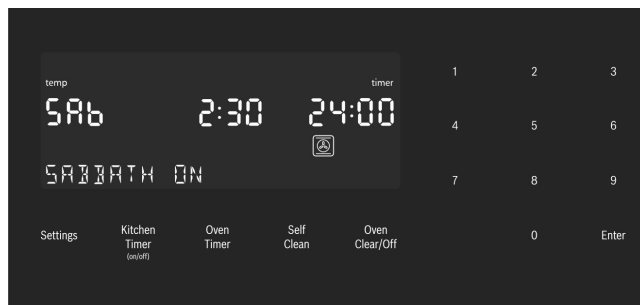 temp timer
SAb 2:30 24:00
SABBATH ON
1 2 3
4 5 6
7 8 9
0 Enter
Settings
Kitchen
Timer
(on/off)
Oven
Timer
Self
Clean
Oven
Clear/Off